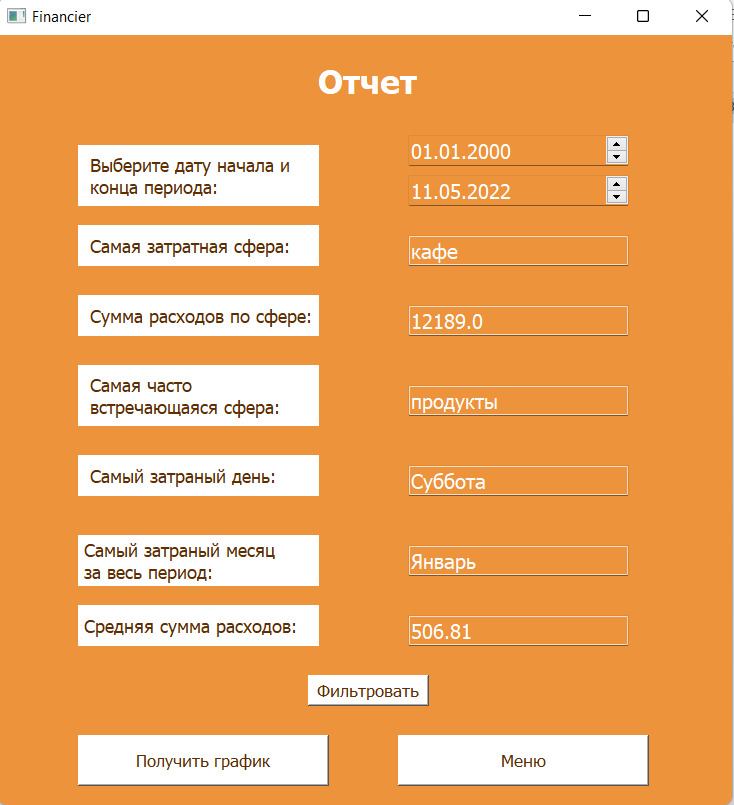 Financier
Отчет
Выберите дату начала и
конца периода:
01.01.2000
11.05.2022
Самая затратная сфера:
кафе
Сумма расходов по сфере:
12189.0
Самая часто
встречающаяся сфера:
продукты
Самый затраный день:
Суббота
Самый затраный месяц
за весь период:
Январь
Средняя сумма расходов:
506.81
Фильтровать
Получить график
Меню